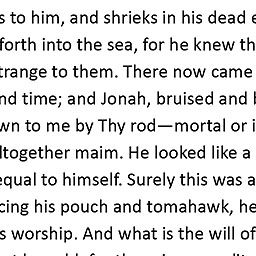 s to him, and shrieks in his dead
forth into the sea, for he knew th
trange to them. There now came
nd time; and Jonah, bruised and b
wn to me by Thy rod—mortal or i
ltogether maim. He looked like a
equal to himself. Surely this was a
cing his pouch and tomahawk, he
s worship. And what is the will of